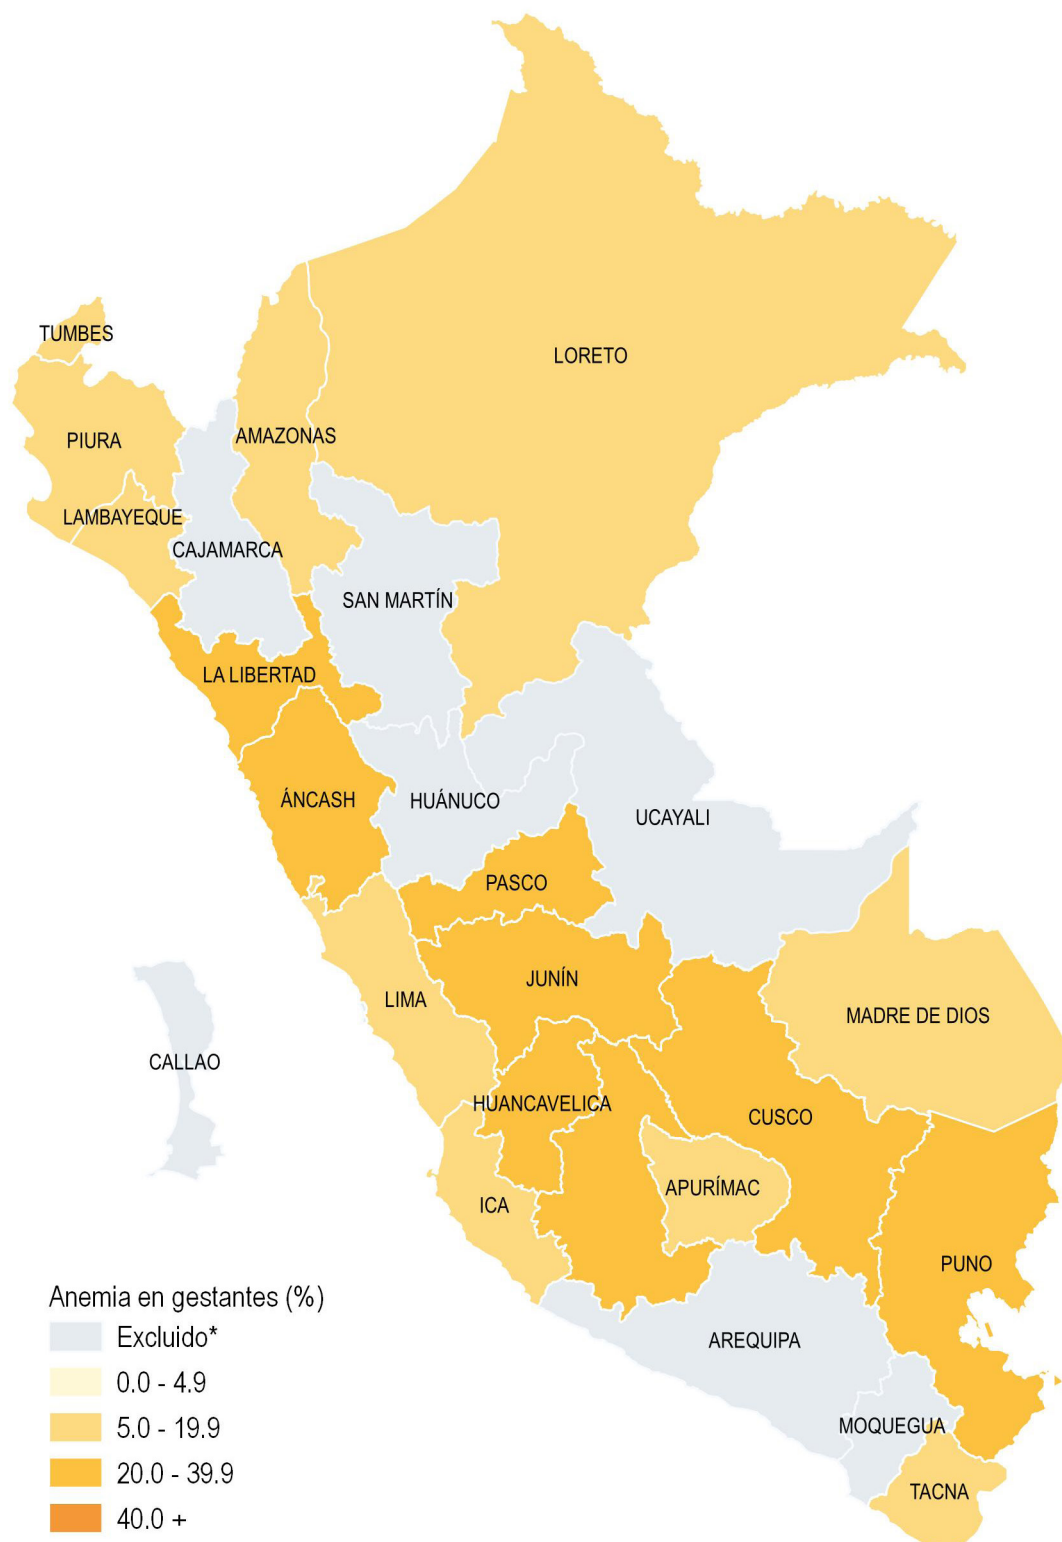 TUMBES
LORETO
PIURA
AMAZONAS
LAMBAYEQUE
CAJAMARCA
SAN MARTÍN
LA LIBERTAD
ÁNCASH
HUÁNUCO
UCAYALI
PASCO
JUNÍN
LIMA
MADRE DE DIOS
CALLAO
HUANCAVELICA
CUSCO
APURÍMAC
ICA
PUNO
AREQUIPA
MOQUEGUA
TACNA
Anemia en gestantes (%)
Excluido*
0.0 - 4.9
5.0 - 19.9
20.0 - 39.9
40.0 +